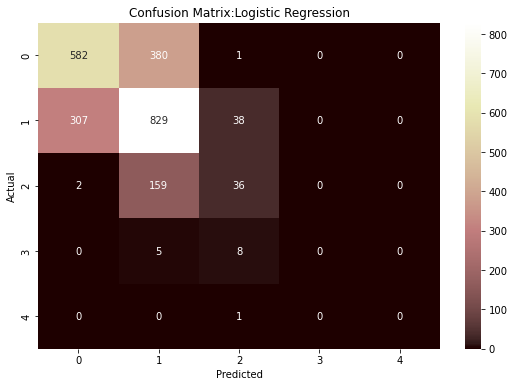 Confusion Matrix:Logistic Regression
0 582 380 1 0 0
1 307 829 38 0 0
2 2 159 36 0 0
3 0 5 8 0 0
4 0 0 1 0 0
0 1 2 3 4
Predicted
Actual
800
700
600
500
400
300
200
100
0